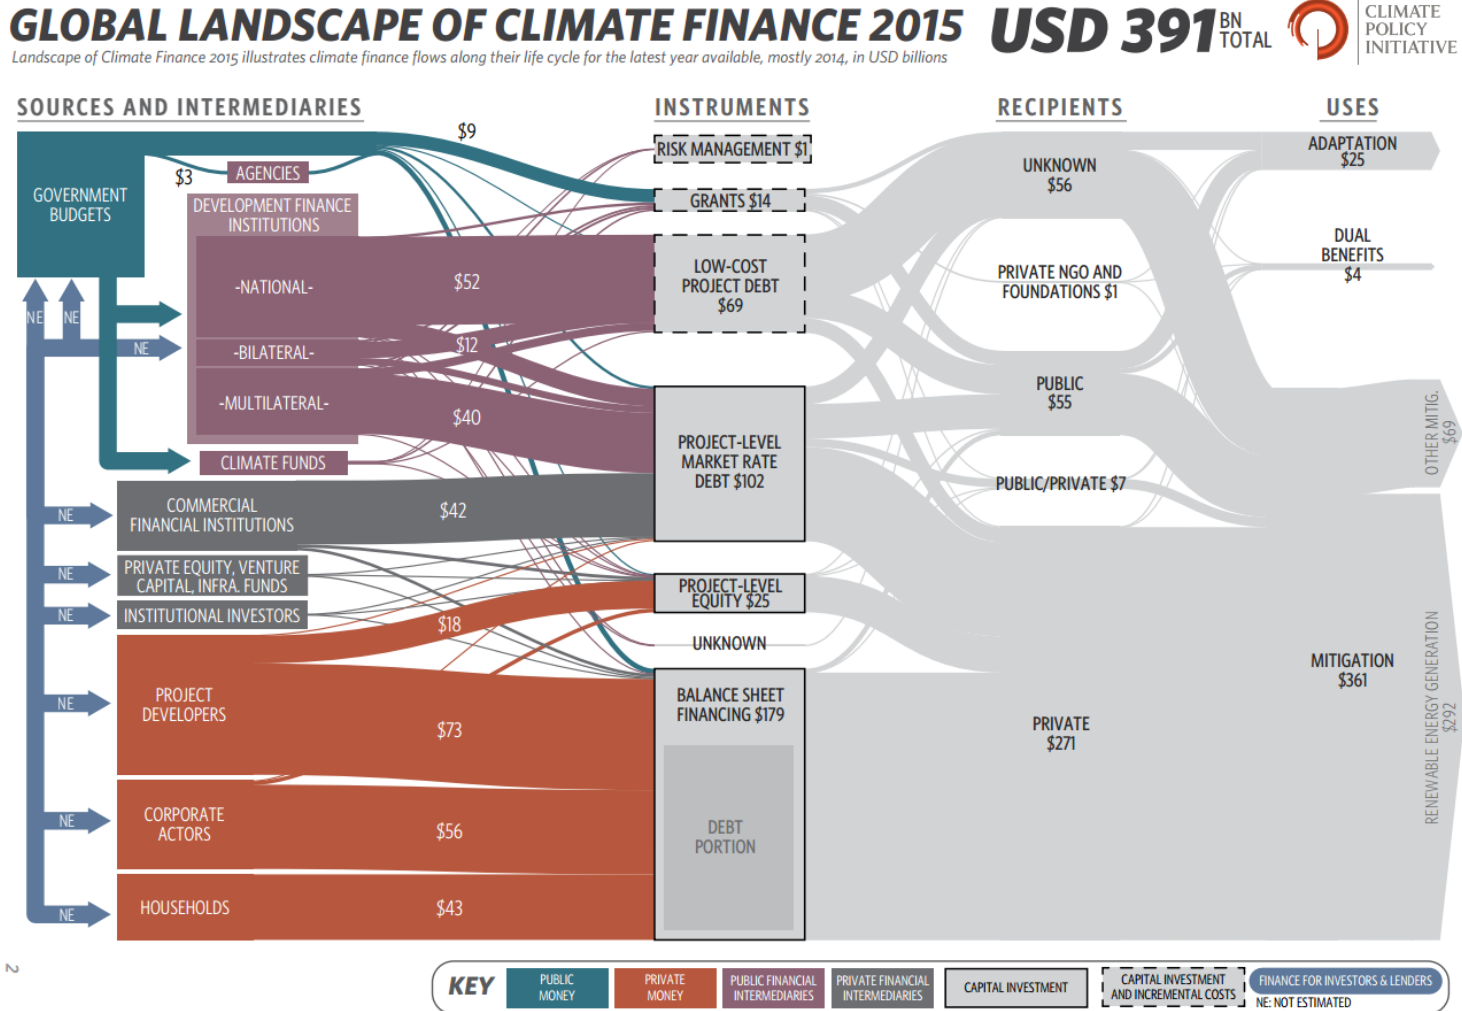 GLOBAL LANDSCAPE OF CLIMATE FINANCE 2015
USD 391 BN TOTAL
CLIMATE
POLICY
INITIATIVE
Landscape of Climate Finance 2015 illustrates climate finance flows along their life cycle for the latest year available, mostly 2014, in USD billions
SOURCES AND INTERMEDIARIES
INSTRUMENTS
RECIPIENTS
USES
GOVERNMENT
BUDGETS
$3
AGENCIES
$9
DEVELOPMENT FINANCE
INSTITUTIONS
-NATIONAL-
$52
-BILATERAL-
$12
-MULTILATERAL-
$40
CLIMATE FUNDS
NE
NE
NE
NE
COMMERCIAL
FINANCIAL INSTITUTIONS
$42
NE
PRIVATE EQUITY, VENTURE
CAPITAL, INFRA. FUNDS
NE
INSTITUTIONAL INVESTORS
$18
NE
PROJECT
DEVELOPERS
$73
NE
CORPORATE
ACTORS
$56
NE
HOUSEHOLDS
$43
RISK MANAGEMENT $1
GRANTS $14
LOW-COST
PROJECT DEBT
$69
PROJECT-LEVEL
MARKET RATE
DEBT $102
PROJECT-LEVEL
EQUITY $25
UNKNOWN
BALANCE SHEET
FINANCING $179
DEBT
PORTION
UNKNOWN
$56
PRIVATE NGO AND
FOUNDATIONS $1
PUBLIC
$55
PUBLIC/PRIVATE $7
PRIVATE
$271
ADAPTATION
$25
DUAL
BENEFITS
$4
MITIGATION
$361
OTHER MITIG.
$69
RENEWABLE ENERGY GENERATION
$292
2
KEY
PUBLIC
MONEY
PRIVATE
MONEY
PUBLIC FINANCIAL
INTERMEDIARIES
PRIVATE FINANCIAL
INTERMEDIARIES
CAPITAL INVESTMENT
CAPITAL INVESTMENT
AND INCREMENTAL COSTS
FINANCE FOR INVESTORS & LENDERS
NE: NOT ESTIMATED